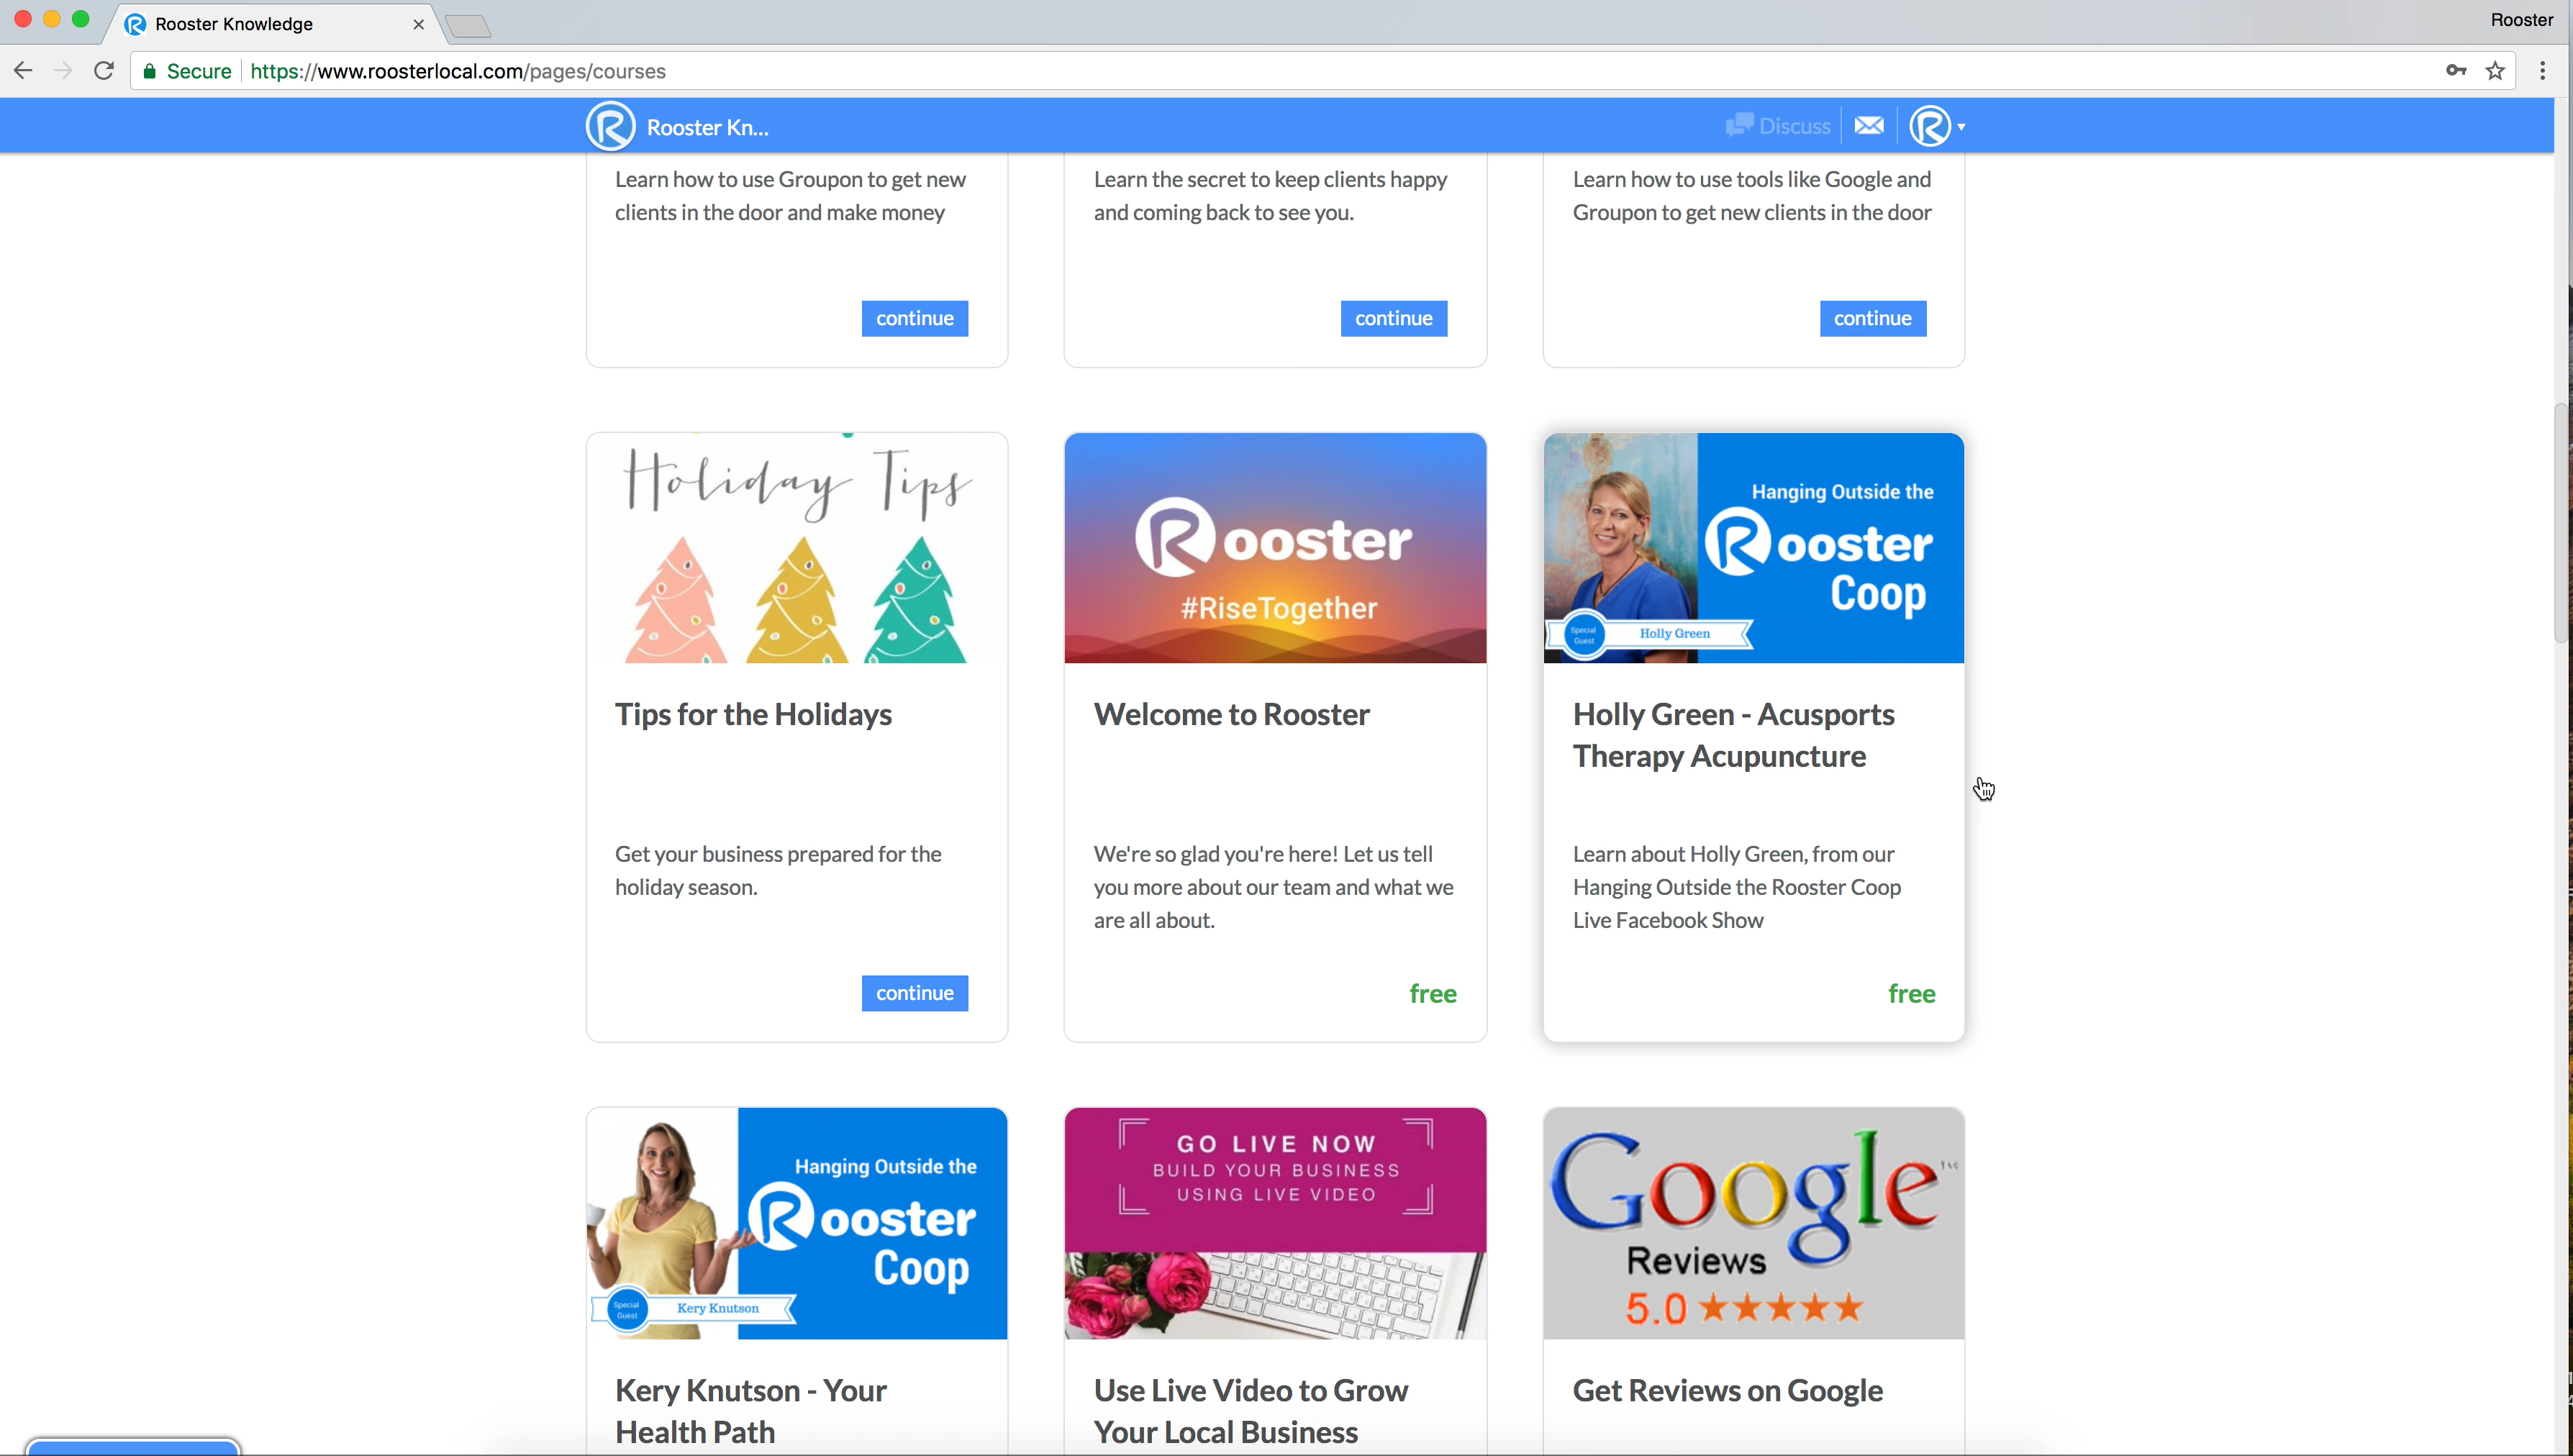 Rooster Knowledge
Rooster
Secure https://www.roosterlocal.com/pages/courses
Rooster Kn...
Discuss
Learn how to use Groupon to get new
clients in the door and make money
continue
Learn the secret to keep clients happy
and coming back to see you.
continue
Learn how to use tools like Google and
Groupon to get new clients in the door
continue
Holiday Tips
Tips for the Holidays
Get your business prepared for the
holiday season.
continue
Rooster
#RiseTogether
Welcome to Rooster
We're so glad you're here! Let us tell
you more about our team and what we
are all about.
free
Hanging Outside the
Rooster
Coop
Special
Guest
Holly Green
Holly Green - Acusports
Therapy Acupuncture
Learn about Holly Green, from our
Hanging Outside the Rooster Coop
Live Facebook Show
free
Hanging Outside the
Rooster
Coop
Special
Guest
Kery Knutson
Kery Knutson - Your
Health Path
GO LIVE NOW
BUILD YOUR BUSINESS
USING LIVE VIDEO
Use Live Video to Grow
Your Local Business
Google
Reviews
5.0 ★★★★★
Get Reviews on Google